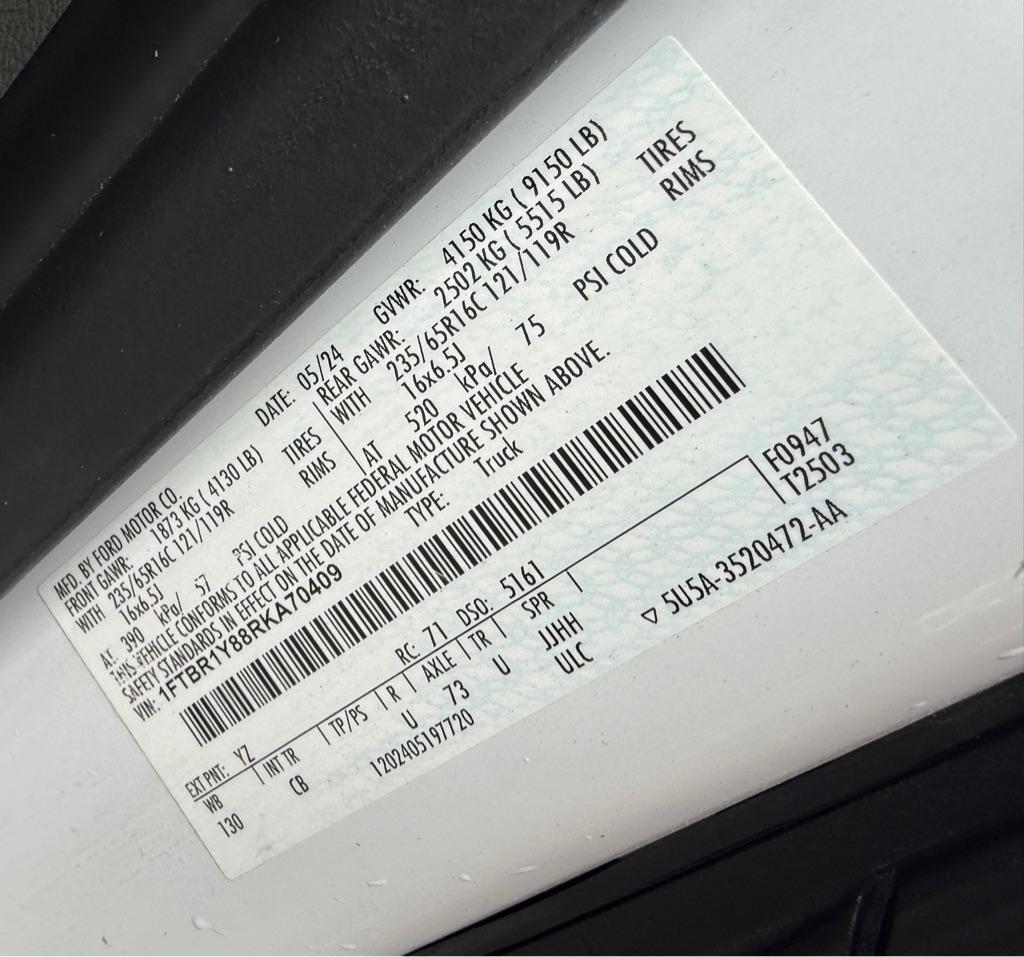 MFD. BY FORD MOTOR CO.
DATE: 05/24 GVWR: 4150 KG ( 9150 LB)
FRONT GAWR: 1873 KG ( 4130 LB) REAR GAWR: 2502 KG ( 5515 LB)
WITH 235/65R16C 121/119R TIRES WITH 235/65R16C 121/119R TIRES
16x6.5J RIMS 16x6.5J RIMS
AT 390 kPa/ 57 PSI COLD AT 520 kPa/ 75 PSI COLD
THIS VEHICLE CONFORMS TO ALL APPLICABLE FEDERAL MOTOR VEHICLE
SAFETY STANDARDS IN EFFECT ON THE DATE OF MANUFACTURE SHOWN ABOVE.
VIN: 1FTBR1Y88RKA70409 TYPE: Truck
F0947
EXT PNT: YZ RC: 71 DSO: 5161 T2503
WB INT TR TP/PS R AXLE TR SPR
130 CB U 73 U JJHH
1202405197720 ULC
▽ 5U5A-3520472-AA